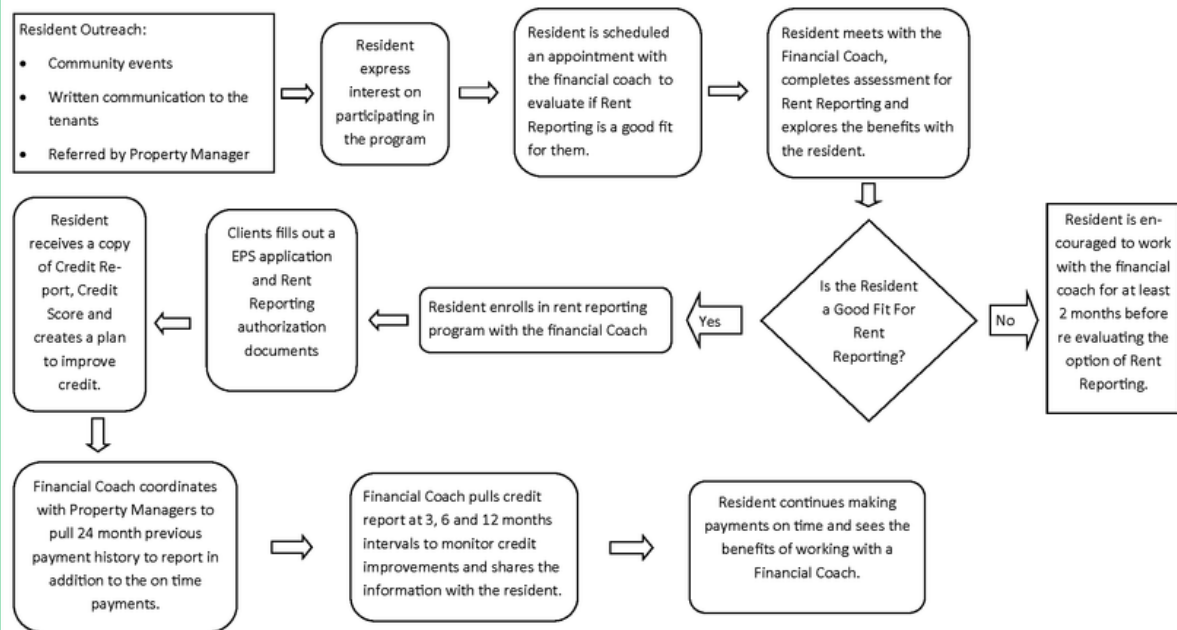 Resident Outreach:
• Community events
• Written communication to the
tenants
• Referred by Property Manager
Resident
express
interest on
participating in
the program
Resident is scheduled
an appointment with
the financial coach to
evaluate if Rent
Reporting is a good fit
for them.
Resident meets with the
Financial Coach,
completes assessment for
Rent Reporting and
explores the benefits with
the resident.
Is the Resident
a Good Fit For
Rent
Reporting?
No
Resident is en-
couraged to work
with the financial
coach for at least
2 months before
re evaluating the
option of Rent
Reporting.
Yes
Resident enrolls in rent reporting
program with the financial Coach
Clients fills out a
EPS application
and Rent
Reporting
authorization
documents
Resident
receives a copy
of Credit Re-
port, Credit
Score and
creates a plan
to improve
credit.
Financial Coach coordinates
with Property Managers to
pull 24 month previous
payment history to report in
addition to the on time
payments.
Financial Coach pulls credit
report at 3, 6 and 12 months
intervals to monitor credit
improvements and shares the
information with the resident.
Resident continues making
payments on time and sees the
benefits of working with a
Financial Coach.